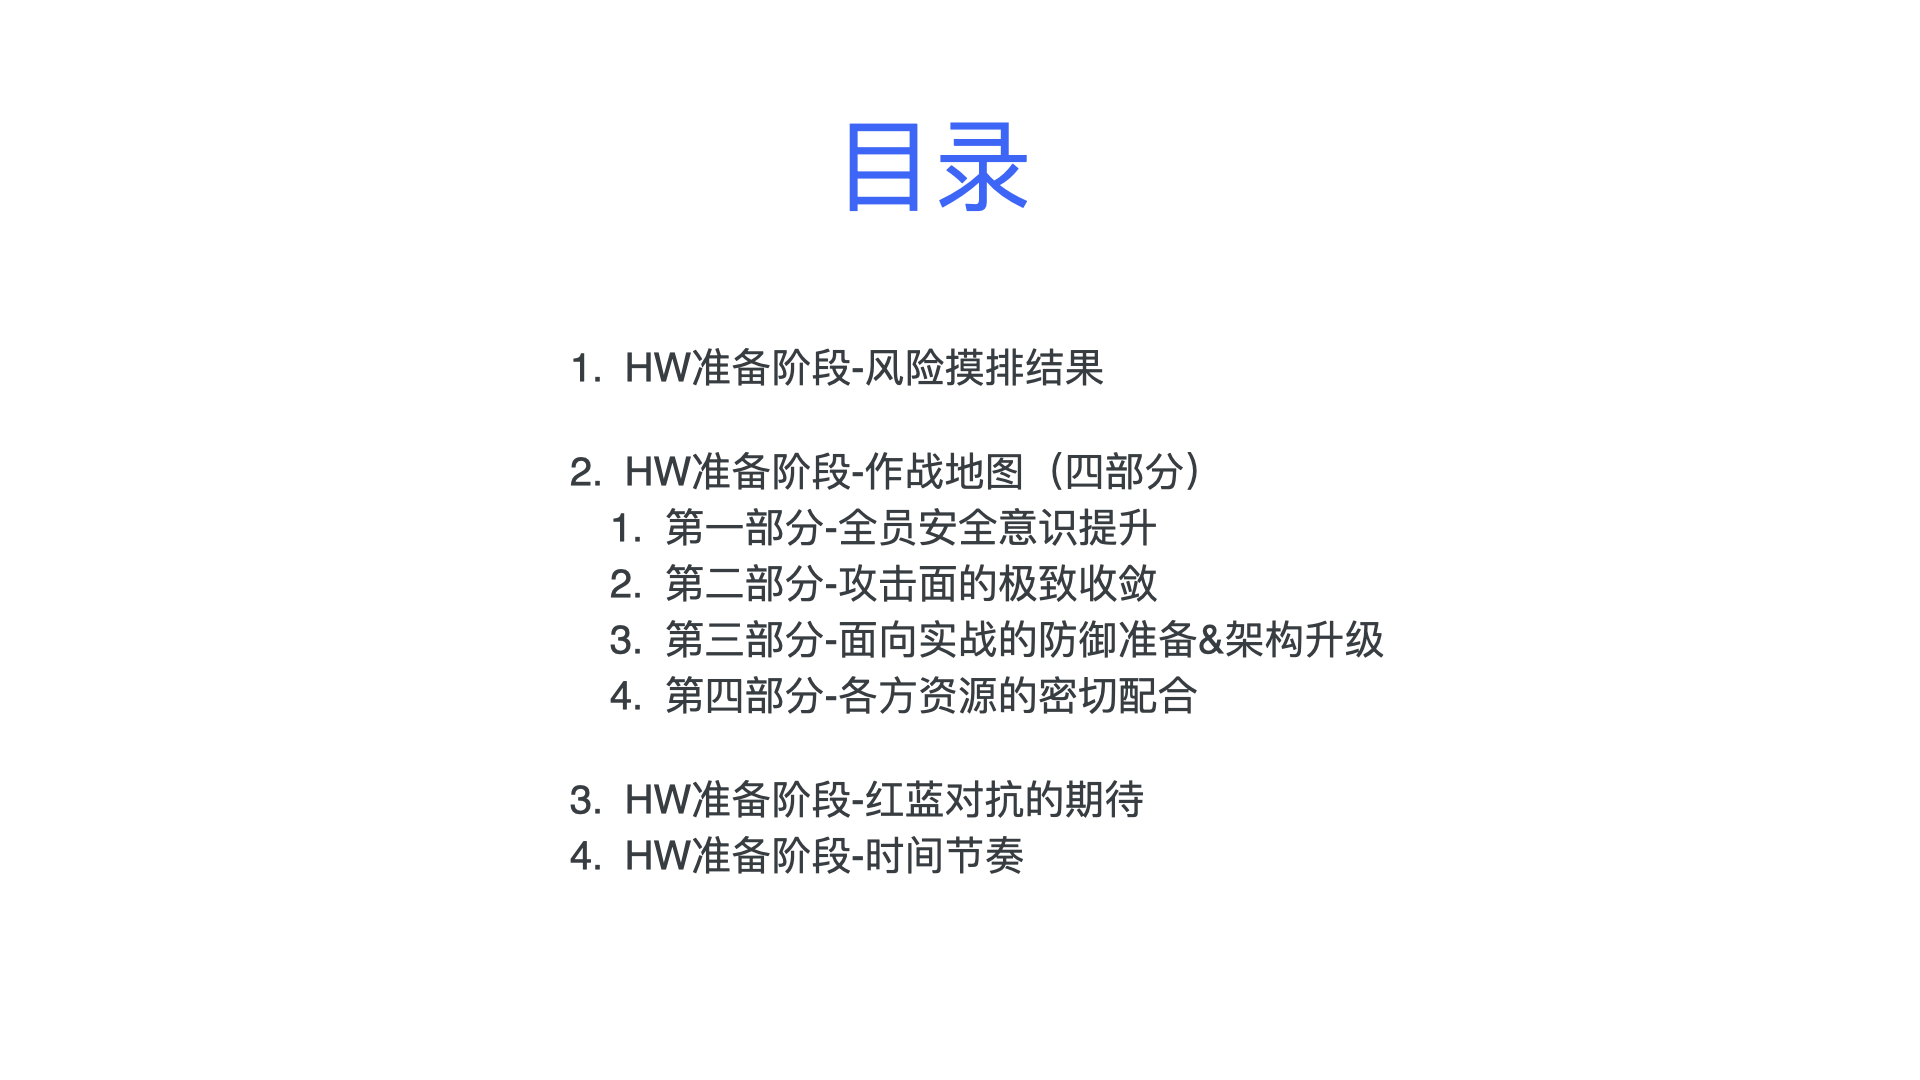 目录
1. HW准备阶段-风险摸排结果
2. HW准备阶段-作战地图（四部分）
1. 第一部分-全员安全意识提升
2. 第二部分-攻击面的极致收敛
3. 第三部分-面向实战的防御准备&架构升级
4. 第四部分-各方资源的密切配合
3. HW准备阶段-红蓝对抗的期待
4. HW准备阶段-时间节奏